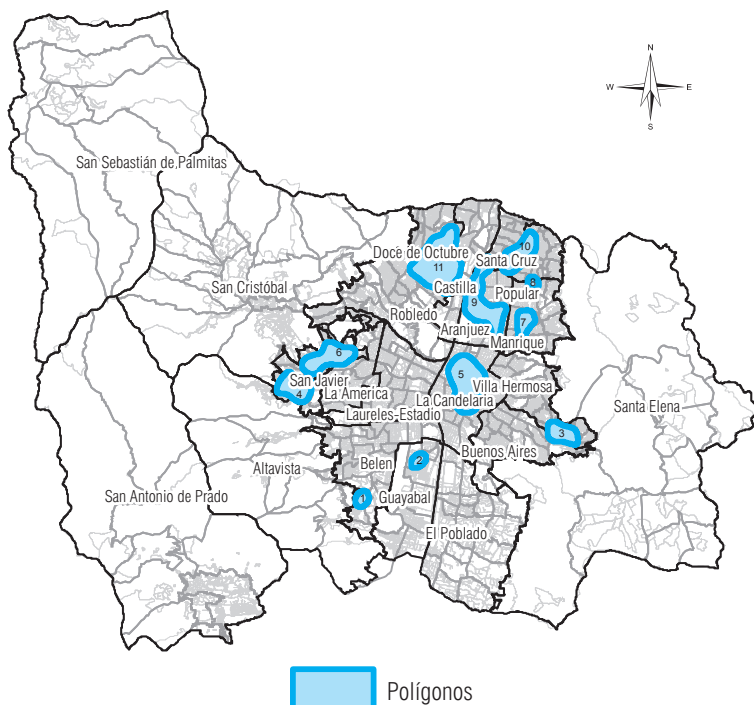 N
W E
S
San Sebastián de Palmitas
Doce de Octubre
10
Santa Cruz
11
San Cristóbal
Castilla
8
Popular
9
Robledo
7
Aranjuez
Manrique
6
San Javier
5
Villa Hermosa
4
La America
La Candelaria
Laureles-Estadio
Santa Elena
3
Buenos Aires
Belen
2
Altavista
San Antonio de Prado
1
Guayabal
El Poblado
Polígonos